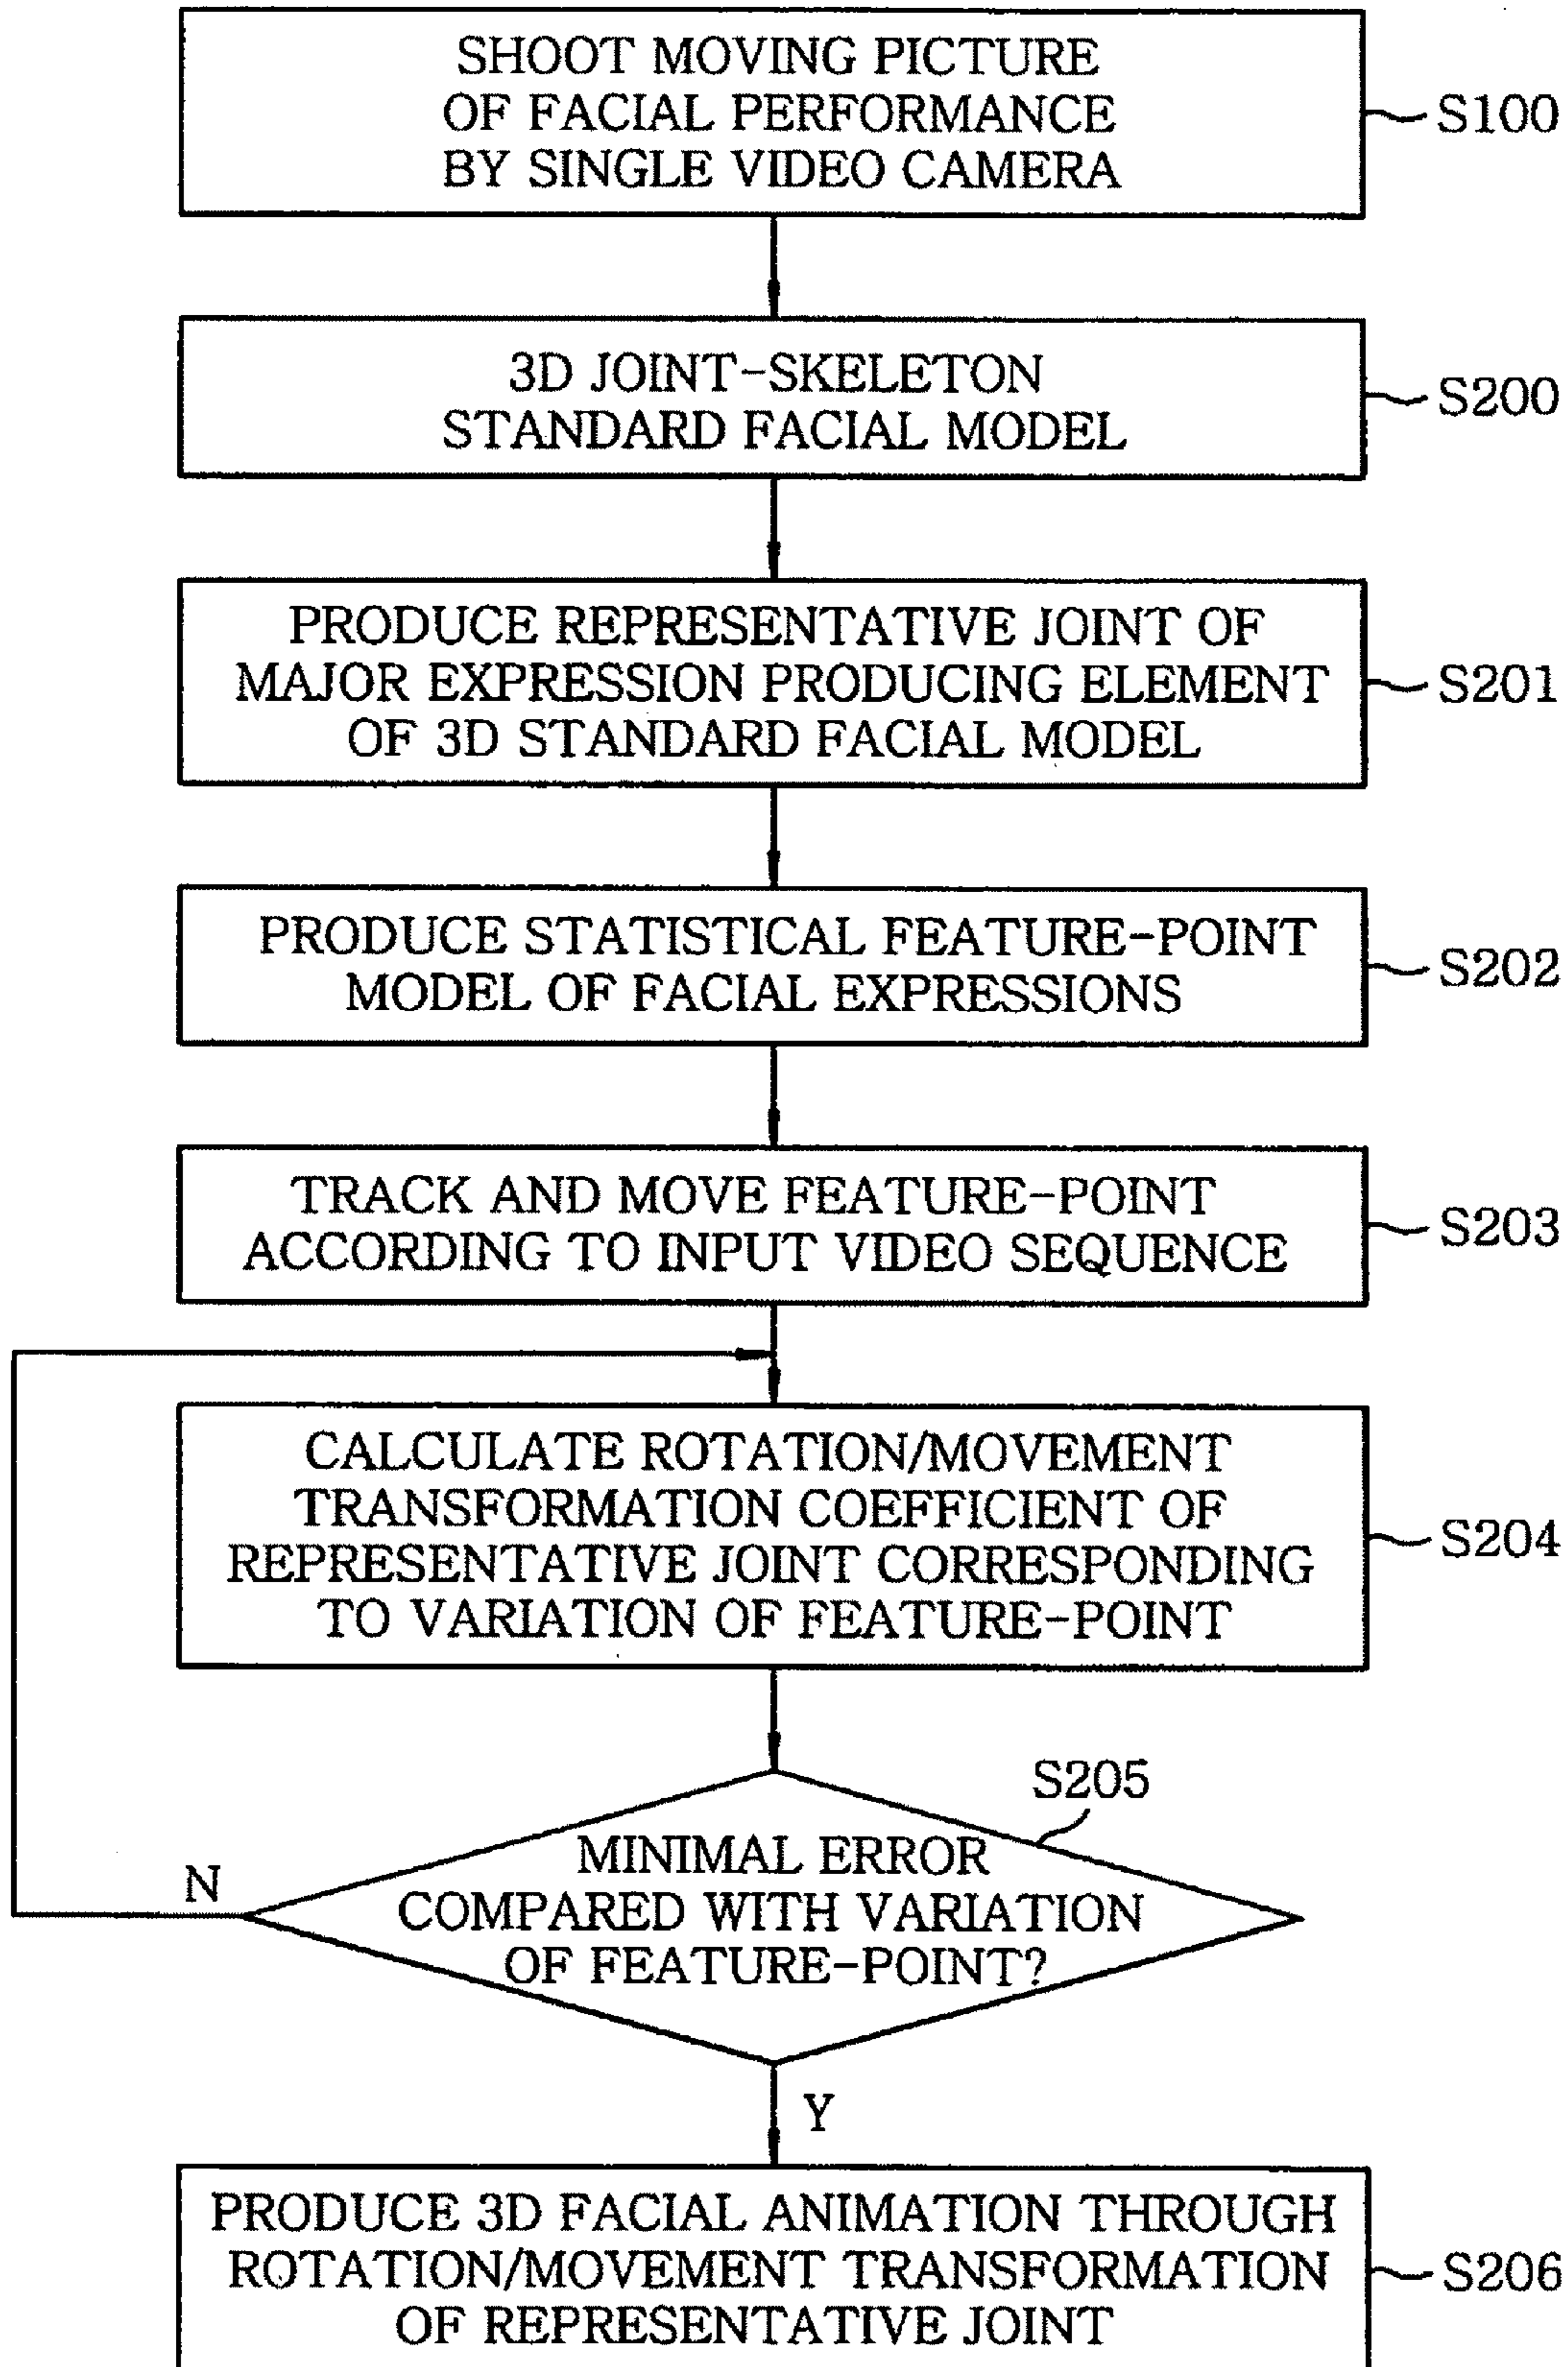 SHOOT MOVING PICTURE
OF FACIAL PERFORMANCE
BY SINGLE VIDEO CAMERA
S100
3D JOINT-SKELETON
STANDARD FACIAL MODEL
S200
PRODUCE REPRESENTATIVE JOINT OF
MAJOR EXPRESSION PRODUCING ELEMENT
OF 3D STANDARD FACIAL MODEL
S201
PRODUCE STATISTICAL FEATURE-POINT
MODEL OF FACIAL EXPRESSIONS
S202
TRACK AND MOVE FEATURE-POINT
ACCORDING TO INPUT VIDEO SEQUENCE
S203
CALCULATE ROTATION/MOVEMENT
TRANSFORMATION COEFFICIENT OF
REPRESENTATIVE JOINT CORRESPONDING
TO VARIATION OF FEATURE-POINT
S204
S205
MINIMAL ERROR
COMPARED WITH VARIATION
OF FEATURE-POINT?
N
Y
PRODUCE 3D FACIAL ANIMATION THROUGH
ROTATION/MOVEMENT TRANSFORMATION
OF REPRESENTATIVE JOINT
S206